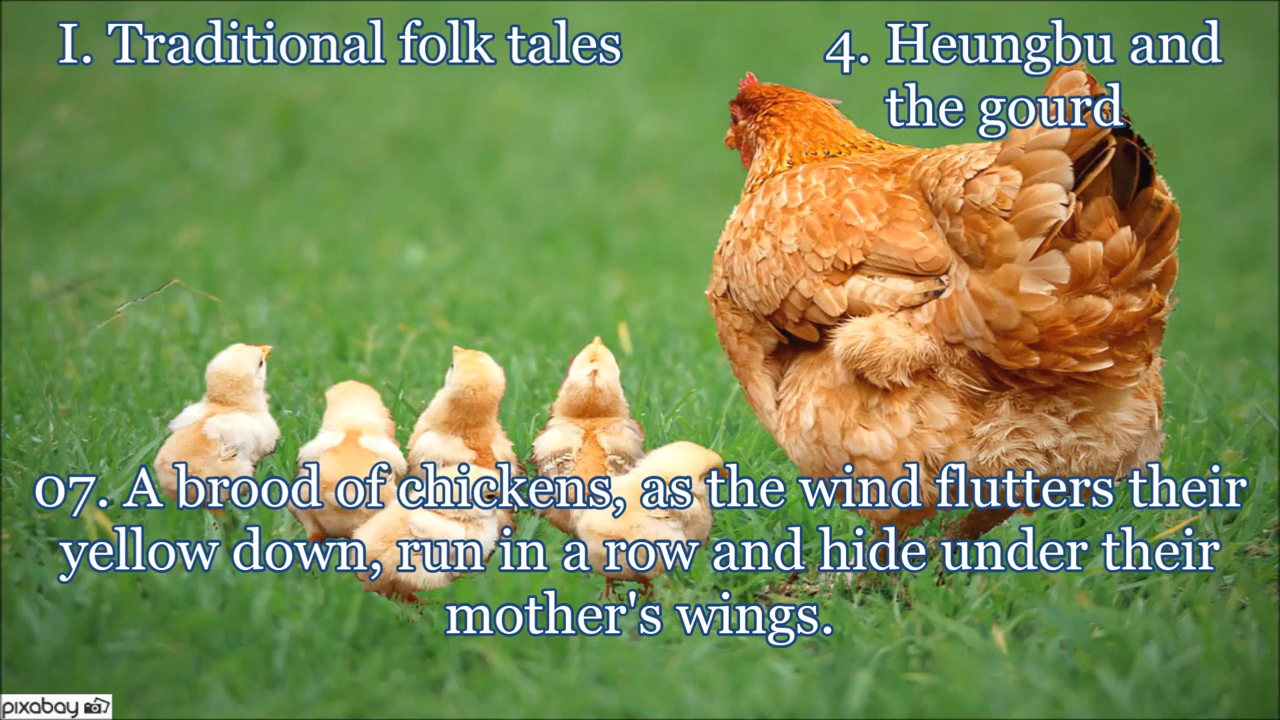 I. Traditional folk tales
4. Heungbu and
the gourd
07. A brood of chickens, as the wind flutters their
yellow down, run in a row and hide under their
mother's wings.
pixabay